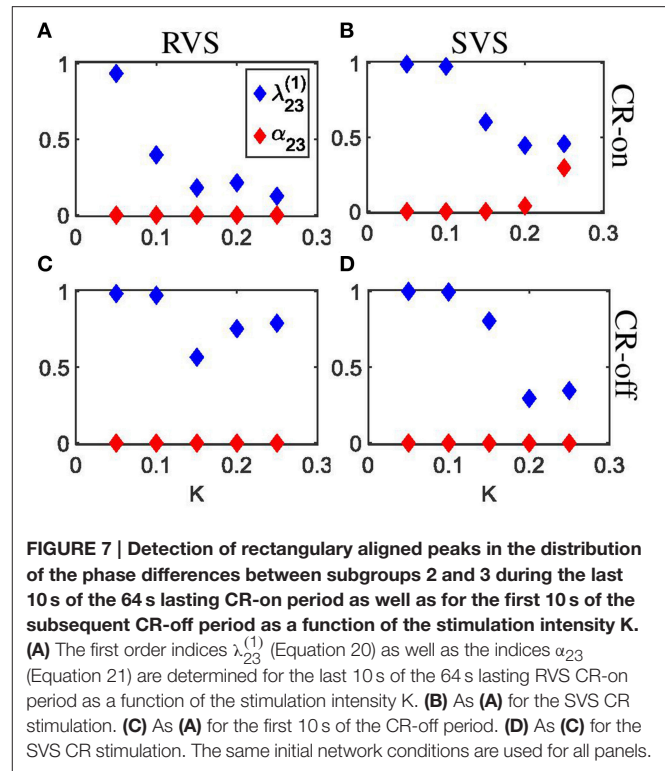 A
RVS
B
SVS
1
0.5
0
0
0.1
0.2
0.3
λ23(1)
α23
1
0.5
0
0
0.1
0.2
0.3
CR-on
C
D
1
0.5
0
0
0.1
0.2
0.3
K
1
0.5
0
0
0.1
0.2
0.3
K
CR-off
FIGURE 7 | Detection of rectangulary aligned peaks in the distribution
of the phase differences between subgroups 2 and 3 during the last
10 s of the 64 s lasting CR-on period as well as for the first 10 s of the
subsequent CR-off period as a function of the stimulation intensity K.
(A) The first order indices λ23(1) (Equation 20) as well as the indices α23
(Equation 21) are determined for the last 10 s of the 64 s lasting RVS CR-on
period as a function of the stimulation intensity K. (B) As (A) for the SVS CR
stimulation. (C) As (A) for the first 10 s of the CR-off period. (D) As (C) for the
SVS CR stimulation. The same initial network conditions are used for all panels.